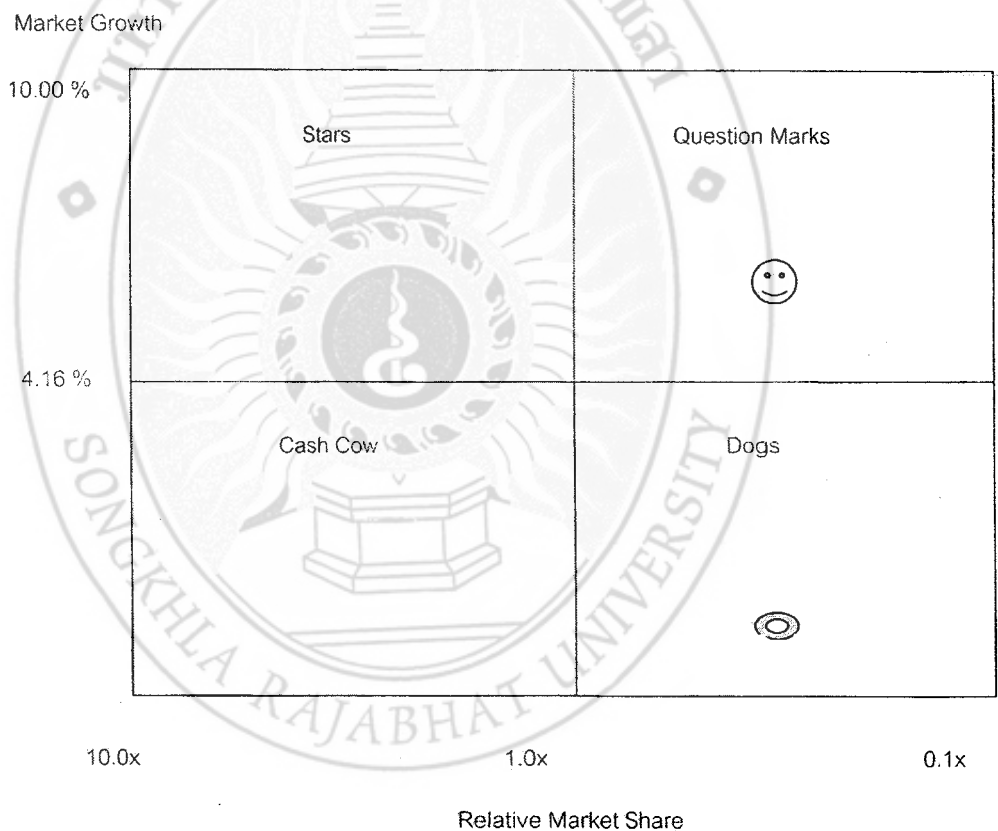 Market Growth
10.00 %
Stars
Question Marks
4.16 %
Cash Cow
Dogs
SONGKHLA RAJABHAT UNIVERSITY
10.0x
1.0x
0.1x
Relative Market Share